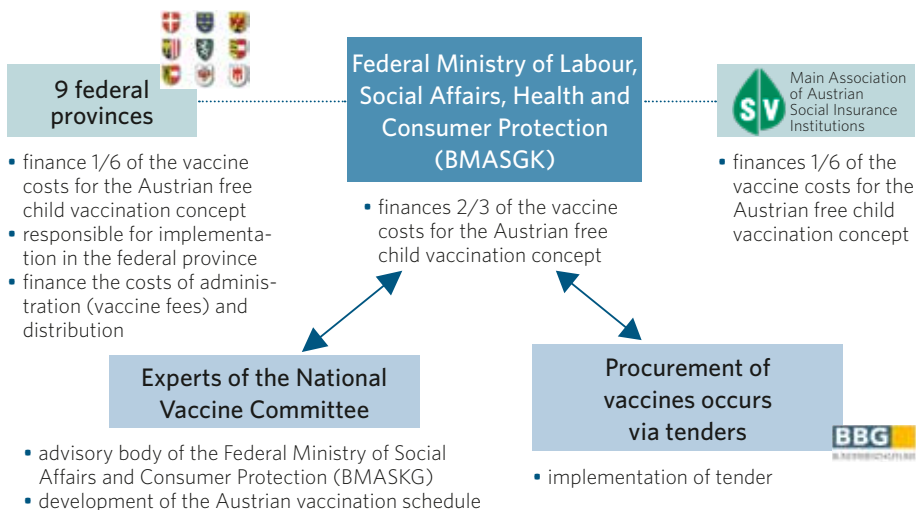 9 federal
provinces
• finance 1/6 of the vaccine
costs for the Austrian free
child vaccination concept
• responsible for implementa-
tion in the federal province
• finance the costs of adminis-
tration (vaccine fees) and
distribution
Federal Ministry of Labour,
Social Affairs, Health and
Consumer Protection
(BMASGK)
• finances 2/3 of the vaccine
costs for the Austrian free
child vaccination concept
SV
Main Association
of Austrian
Social Insurance
Institutions
• finances 1/6 of the
vaccine costs for the
Austrian free child
vaccination concept
Experts of the National
Vaccine Committee
• advisory body of the Federal Ministry of Social
Affairs and Consumer Protection (BMASKG)
• development of the Austrian vaccination schedule
Procurement of
vaccines occurs
via tenders
BBG
• implementation of tender